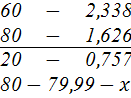 60 – 2,338
80 – 1,626
20 – 0,757
80 – 79,99 – x